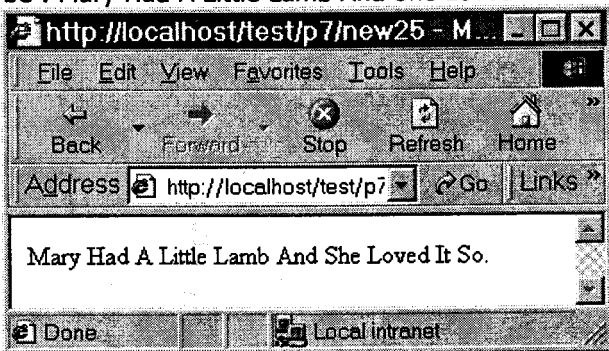 http://localhost/test/p7/new25 - M...
File Edit View Favorites Tools Help
Back Forward Stop Refresh Home »
Address http://localhost/test/p7 Go Links »
Mary Had A Little Lamb And She Loved It So.
Done Local intranet